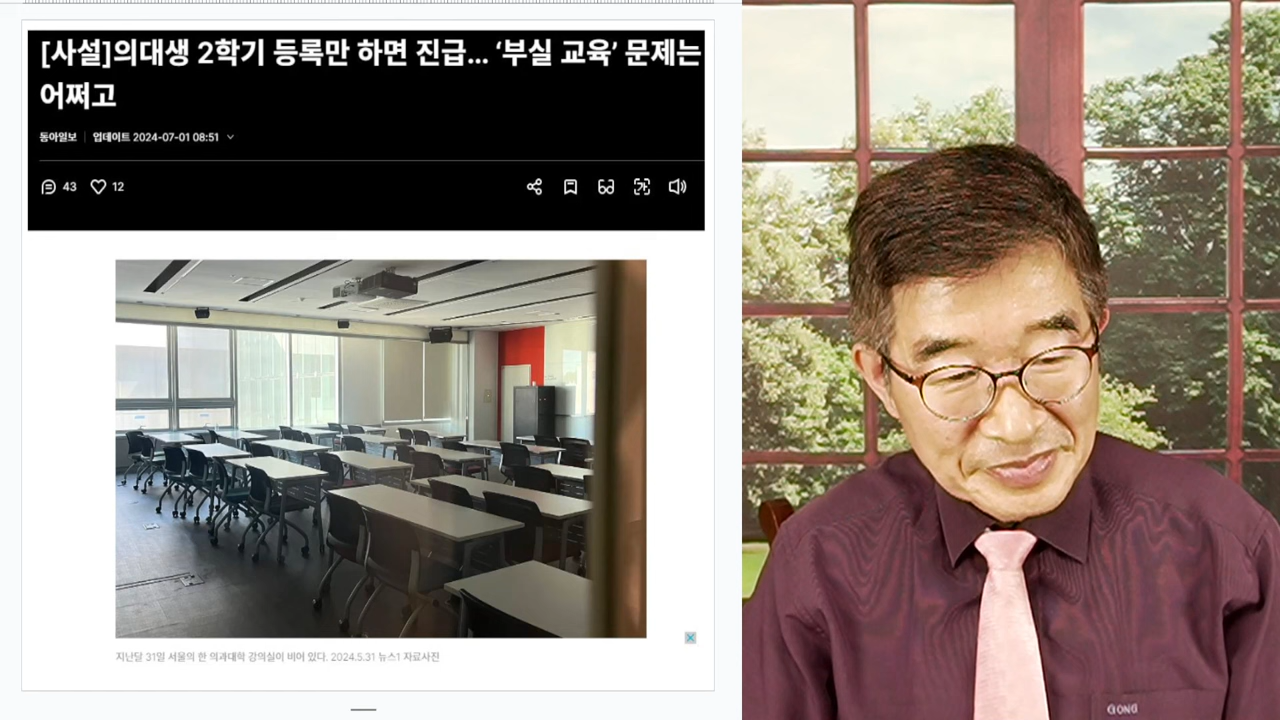 [사설]의대생 2학기 등록만 하면 진급… ‘부실 교육’ 문제는
어쩌고
동아일보 업데이트 2024-07-01 08:51
43 12 가
지난달 31일 서울의 한 의과대학 강의실이 비어 있다. 2024.5.31 뉴스1 자료사진
GONG